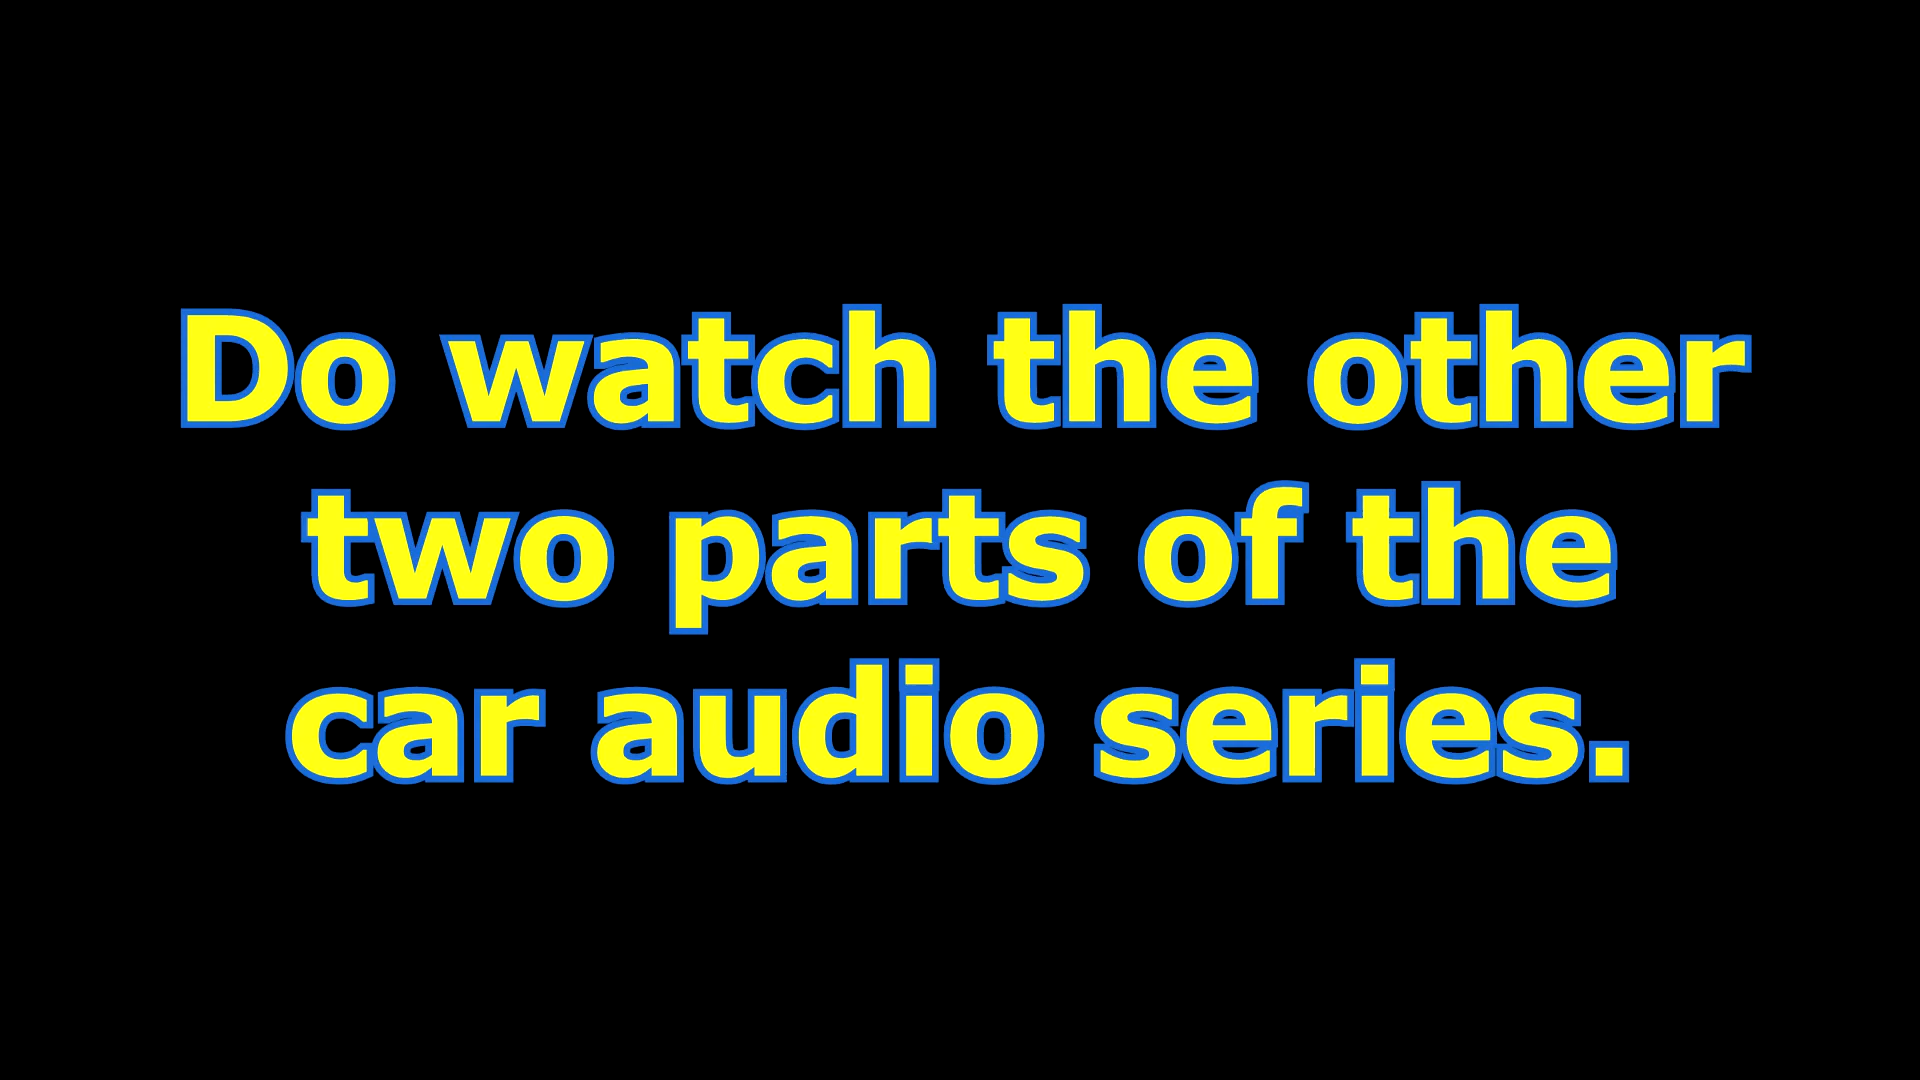 Do watch the other
two parts of the
car audio series.